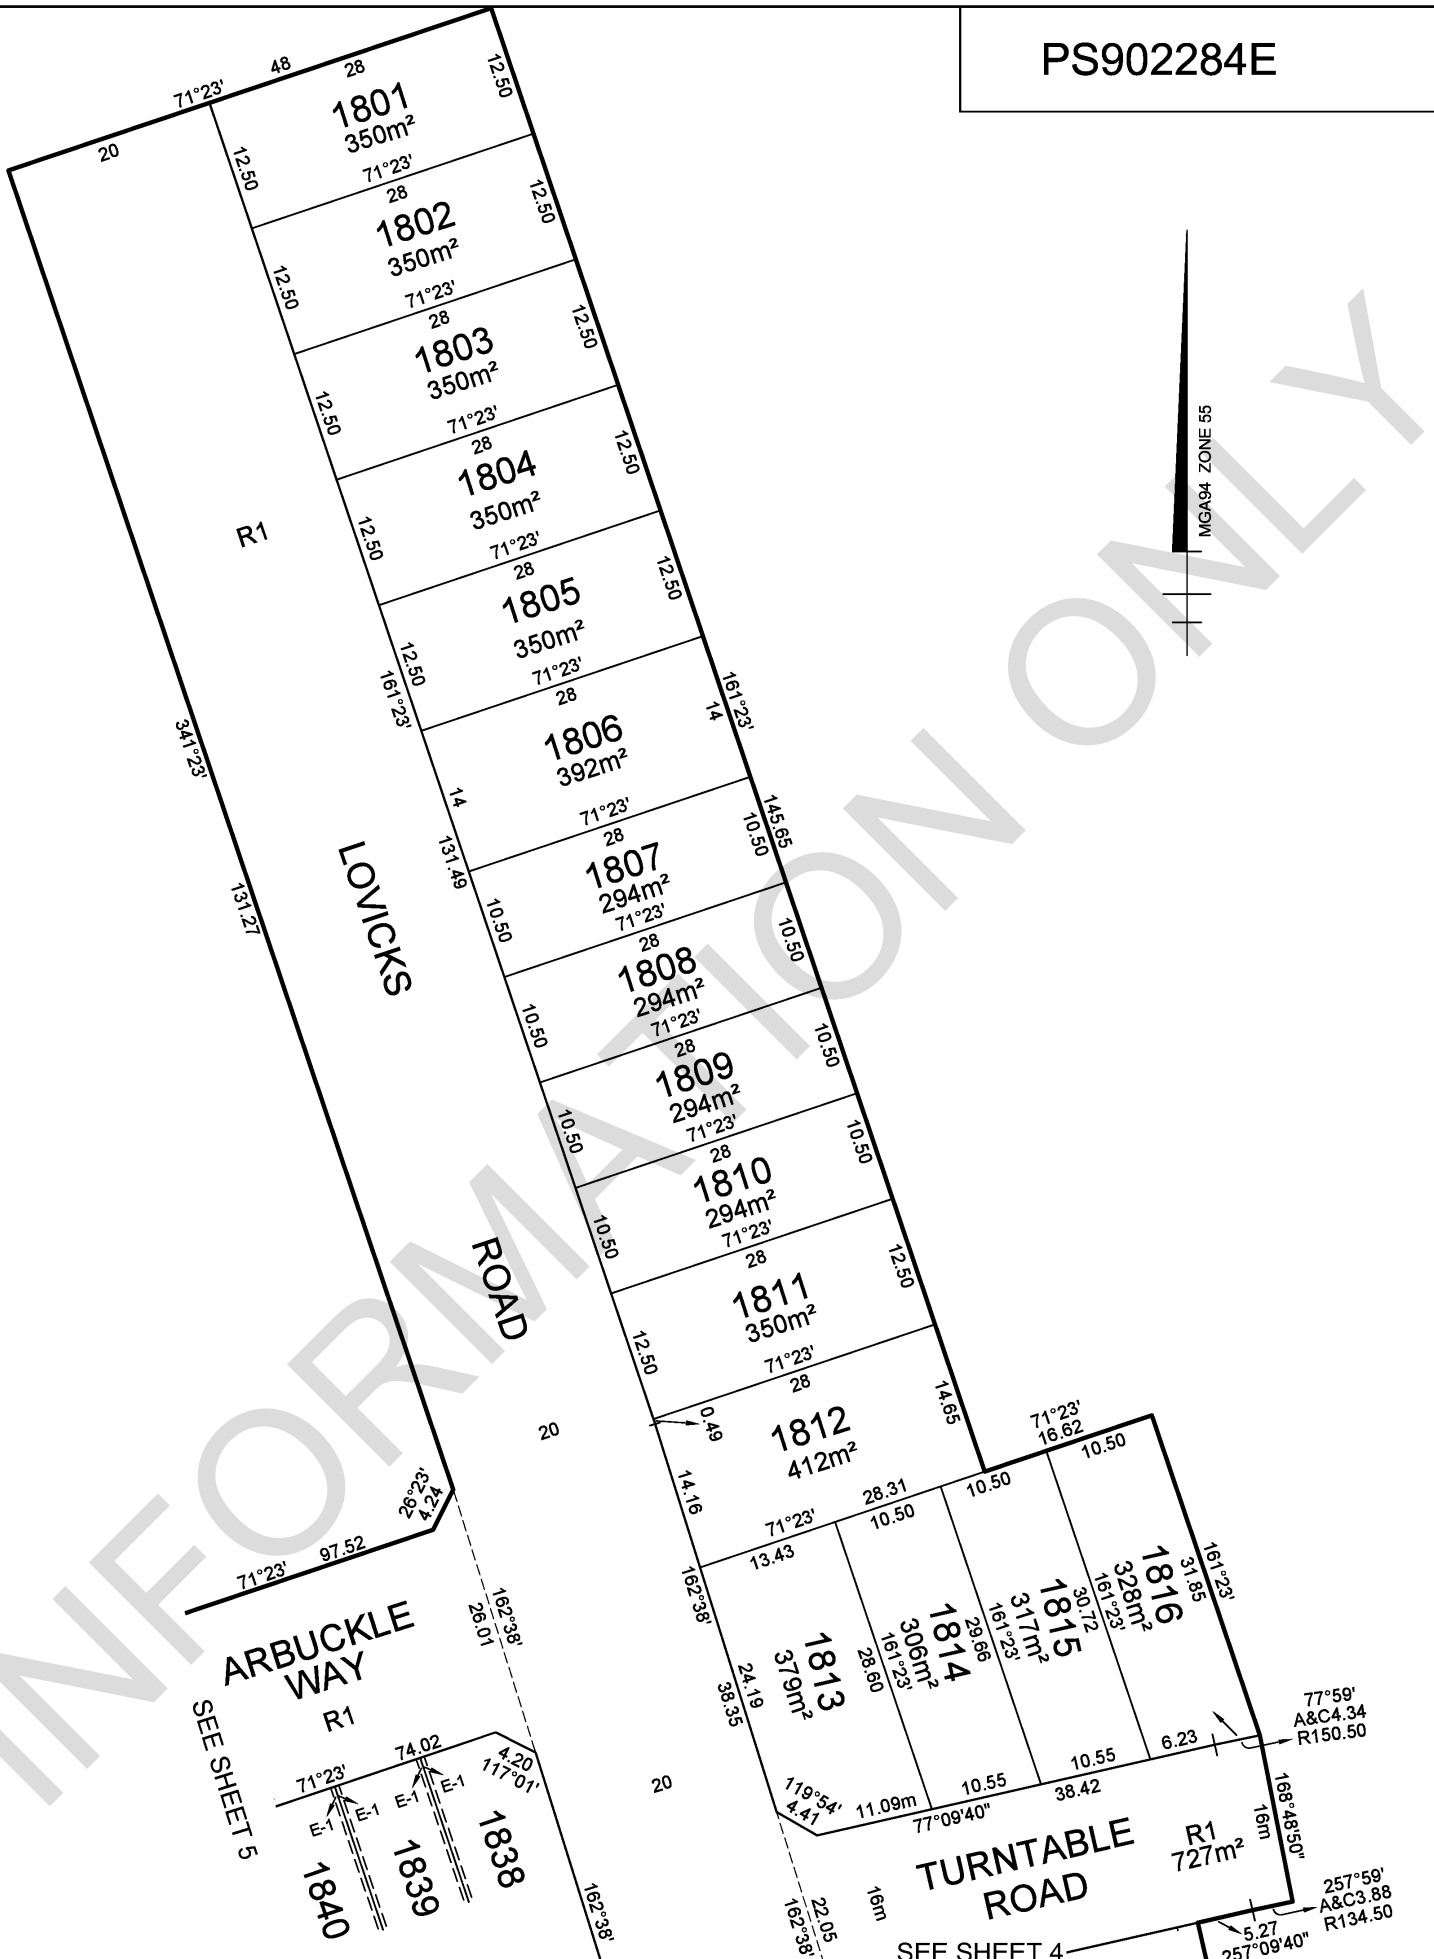 PS902284E
71°23'
48
28
20
1801
350m²
12.50
12.50
71°23'
28
1802
350m²
12.50
12.50
71°23'
28
1803
350m²
12.50
12.50
71°23'
28
1804
350m²
12.50
12.50
71°23'
28
1805
350m²
12.50
12.50
71°23'
28
161°23'
1806
392m²
14
14
161°23'
71°23'
28
131.49
145.65
1807
294m²
10.50
10.50
71°23'
28
1808
294m²
10.50
10.50
71°23'
28
1809
294m²
10.50
10.50
71°23'
28
1810
294m²
10.50
10.50
71°23'
28
1811
350m²
12.50
12.50
71°23'
28
0.49
1812
412m²
14.16
14.65
R1
341°23'
131.27
LOVICKS
ROAD
20
MGA94 ZONE 55
INFORMATION ONLY
26°23'
4.24
71°23'
97.52
ARBUCKLE
WAY
R1
SEE SHEET 5
162°38'
26.01
71°23'
74.02
4.20
117°01'
E-1
E-1
E-1
E-1
1840
1839
1838
162°38'
71°23'
28.31
13.43
10.50
10.50
71°23'
16.62
10.50
162°38'
24.19
38.35
1813
379m²
28.60
161°23'
1814
306m²
29.66
161°23'
1815
317m²
30.72
161°23'
1816
328m²
31.85
161°23'
119°54'
4.41
11.09m
10.55
10.55
6.23
77°09'40"
38.42
77°59'
A&C4.34
R150.50
20
TURNTABLE
ROAD
R1
727m²
16m
168°48'50"
16m
22.05
162°38'
257°59'
A&C3.88
R134.50
5.27
257°09'40"
SEE SHEET 4